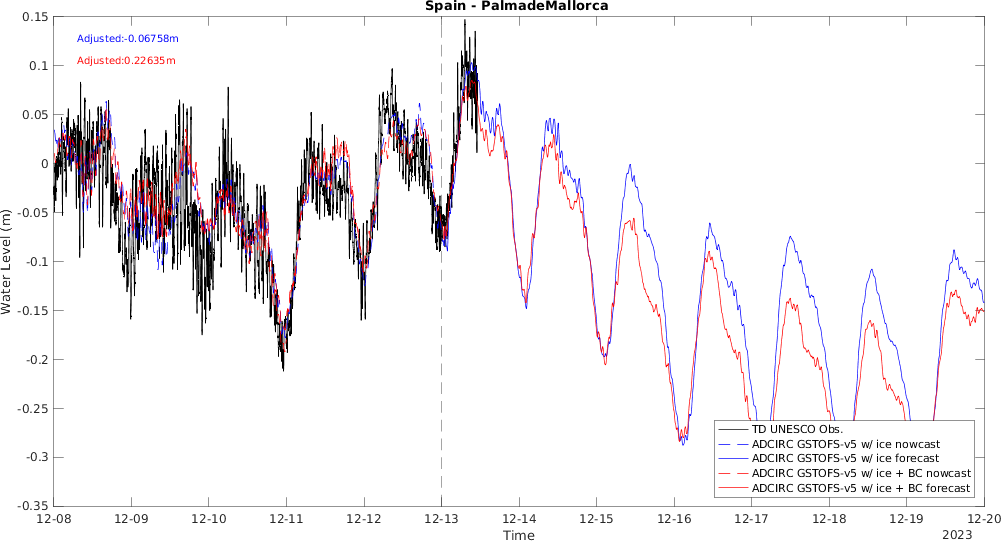 Spain - PalmadeMallorca
Adjusted:-0.06758m
Adjusted:0.22635m
Water Level (m)
0.15
0.1
0.05
0
-0.05
-0.1
-0.15
-0.2
-0.25
-0.3
-0.35
TD UNESCO Obs.
ADCIRC GSTOFS-v5 w/ ice nowcast
ADCIRC GSTOFS-v5 w/ ice forecast
ADCIRC GSTOFS-v5 w/ ice + BC nowcast
ADCIRC GSTOFS-v5 w/ ice + BC forecast
12-08 12-09 12-10 12-11 12-12 12-13 12-14 12-15 12-16 12-17 12-18 12-19 12-20
Time
2023